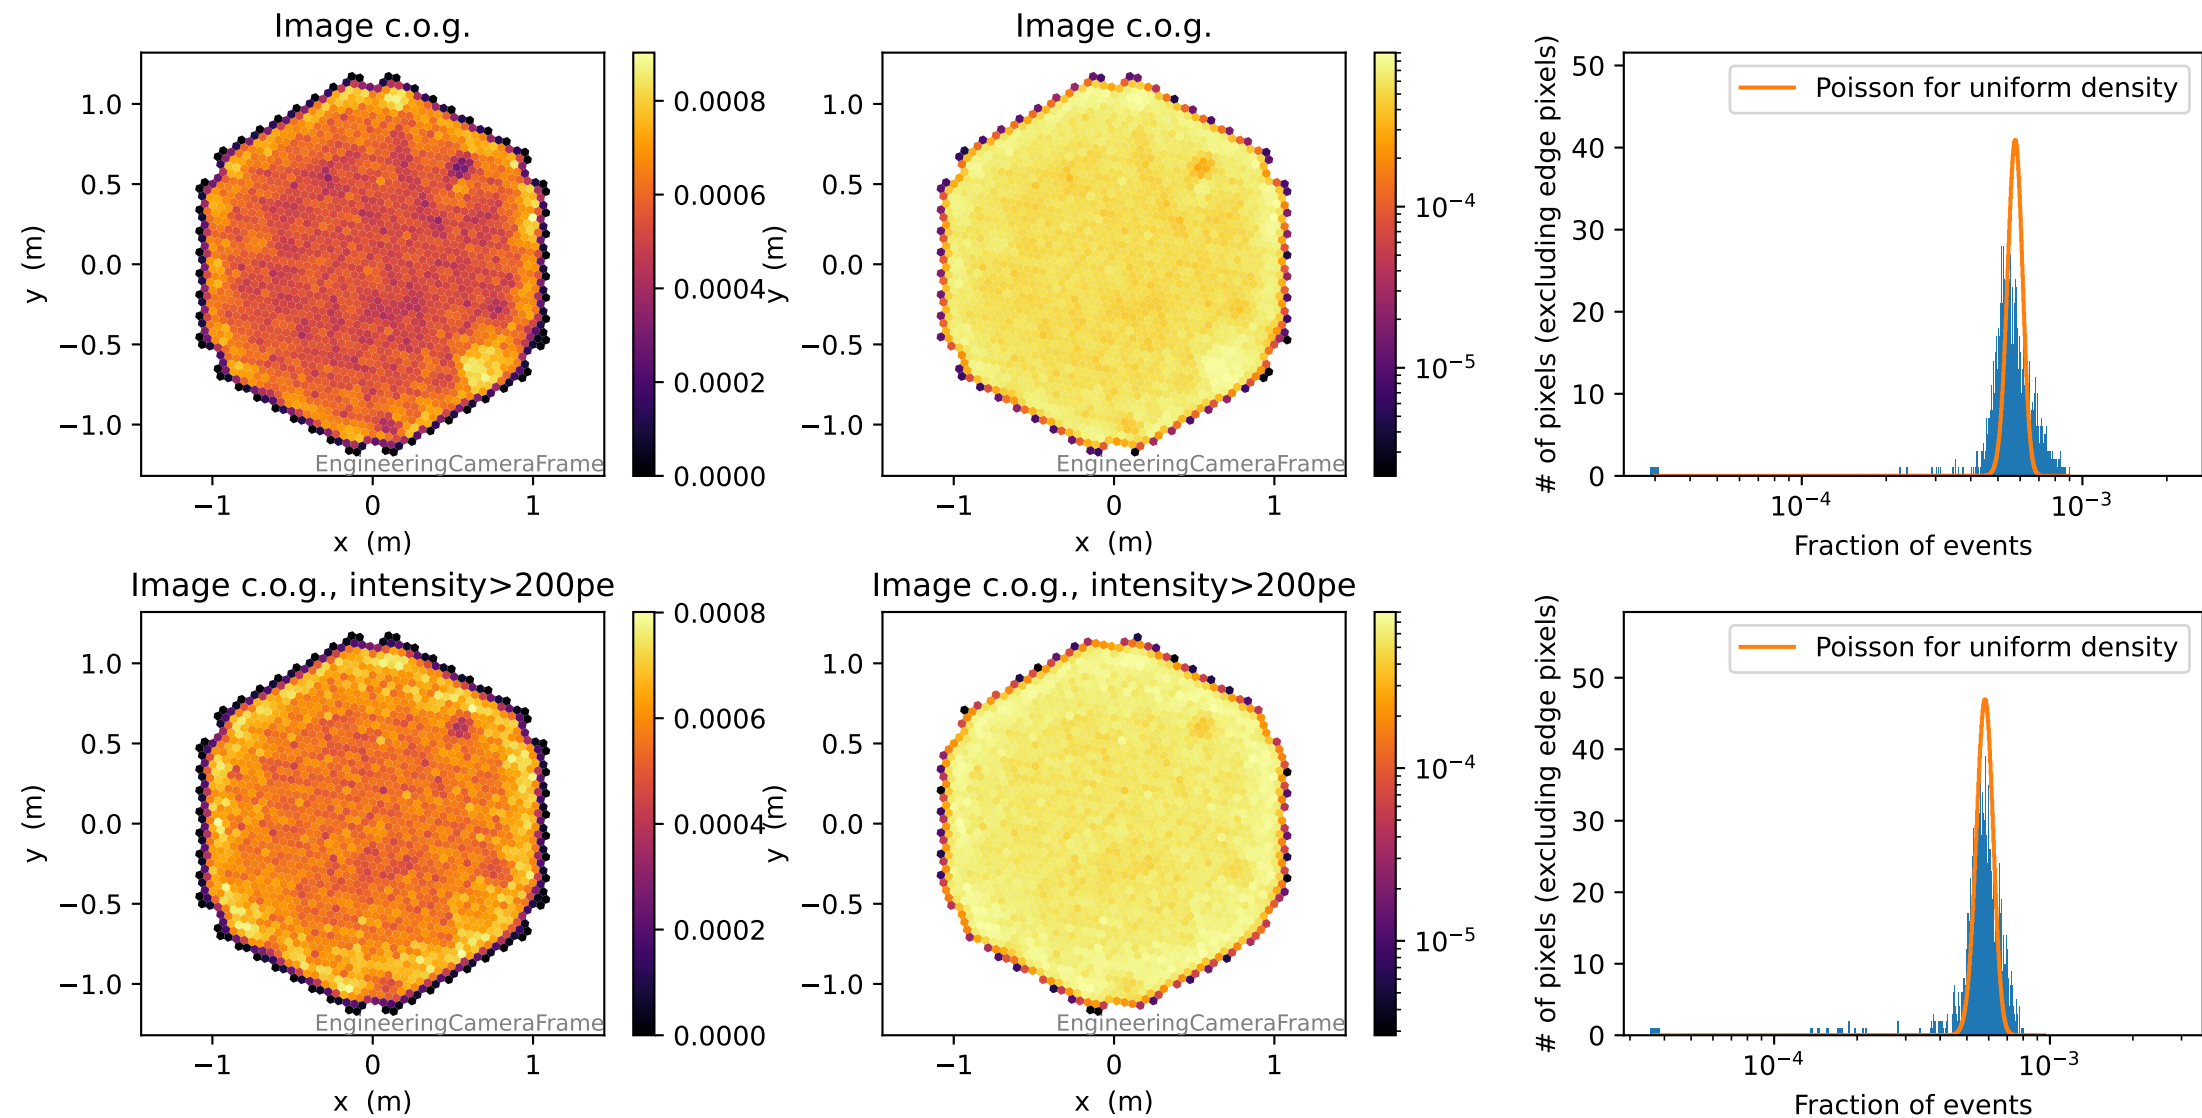 Image c.o.g.
1.0
0.5
0.0
−0.5
−1.0
y (m)
−1
0
1
x (m)
EngineeringCameraFrame
0.0008
0.0006
0.0004
0.0002
0.0000
Image c.o.g.
1.0
0.5
0.0
−0.5
−1.0
y (m)
−1
0
1
x (m)
EngineeringCameraFrame
10−4
10−5
Poisson for uniform density
50
40
30
20
10
0
# of pixels (excluding edge pixels)
10−4
10−3
Fraction of events
Image c.o.g., intensity>200pe
1.0
0.5
0.0
−0.5
−1.0
y (m)
−1
0
1
x (m)
EngineeringCameraFrame
0.0008
0.0006
0.0004
0.0002
0.0000
Image c.o.g., intensity>200pe
1.0
0.5
0.0
−0.5
−1.0
y (m)
−1
0
1
x (m)
EngineeringCameraFrame
10−4
10−5
Poisson for uniform density
50
40
30
20
10
0
# of pixels (excluding edge pixels)
10−4
10−3
Fraction of events